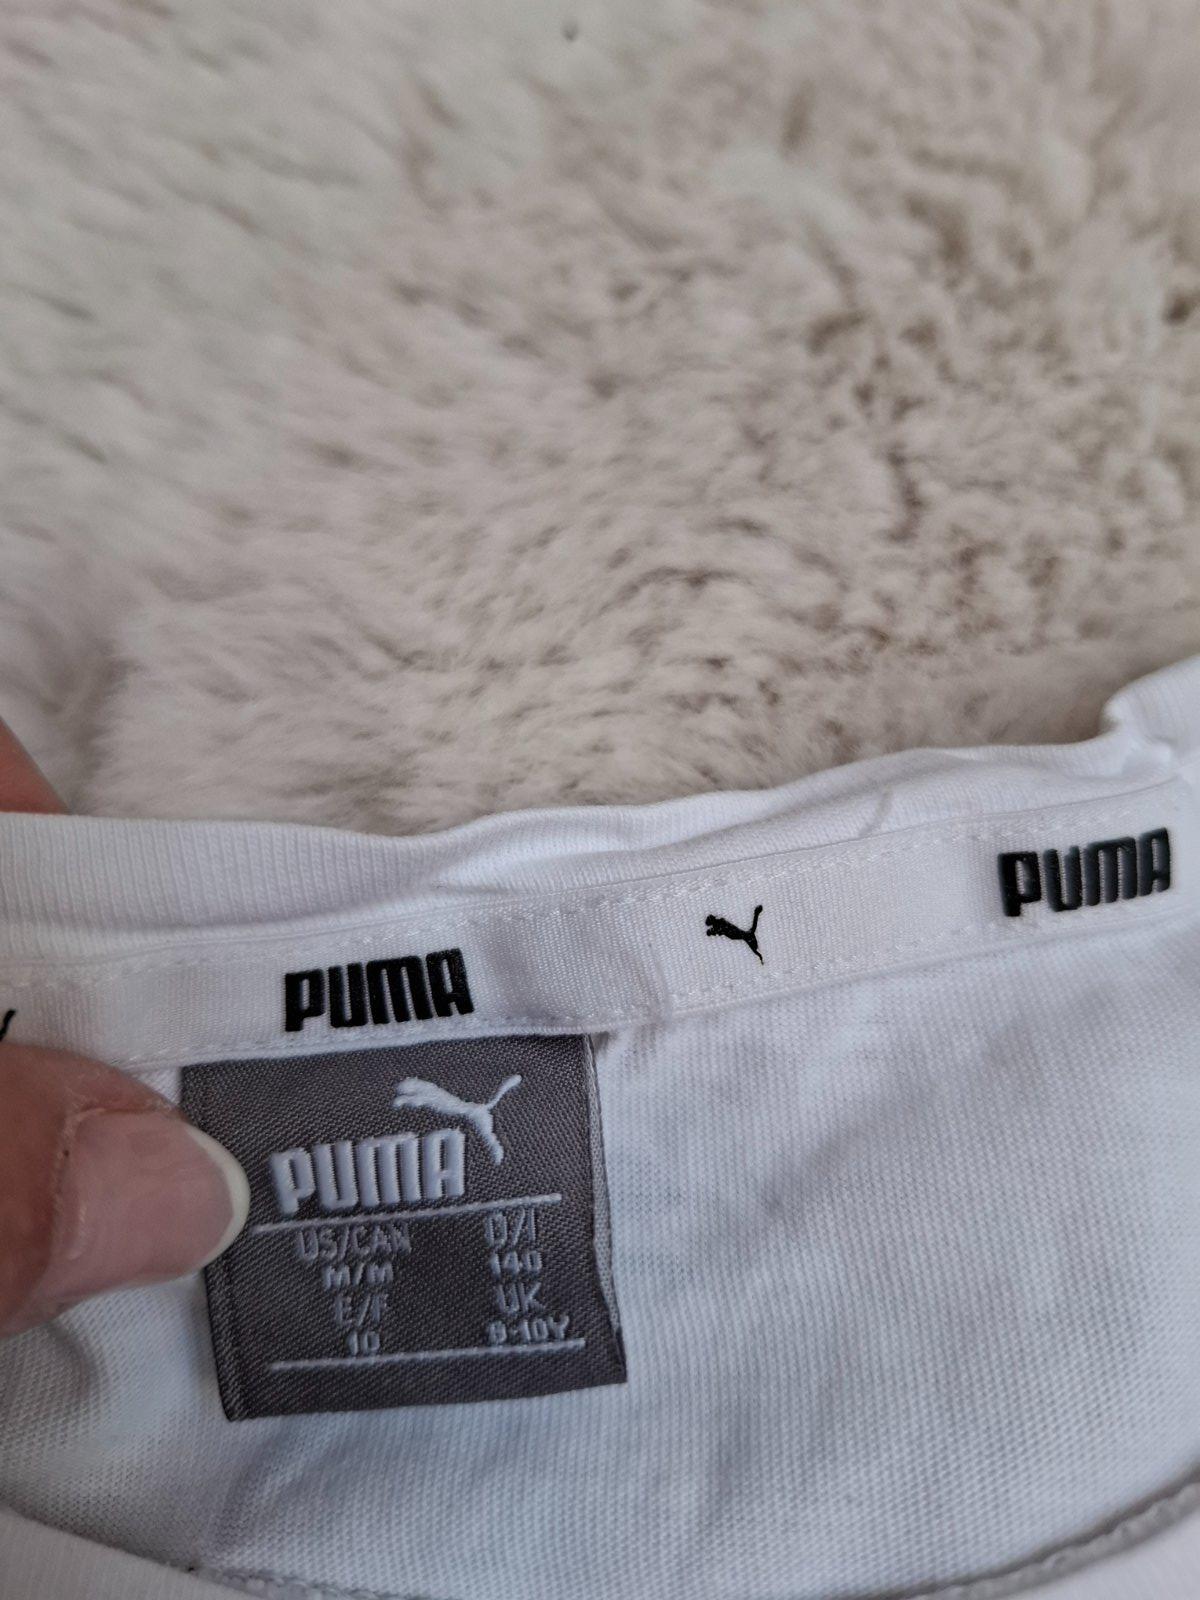 PUMA PUMA
PUMA
US/CAN D/I
M/M 140
E/F UK
10 9-10Y